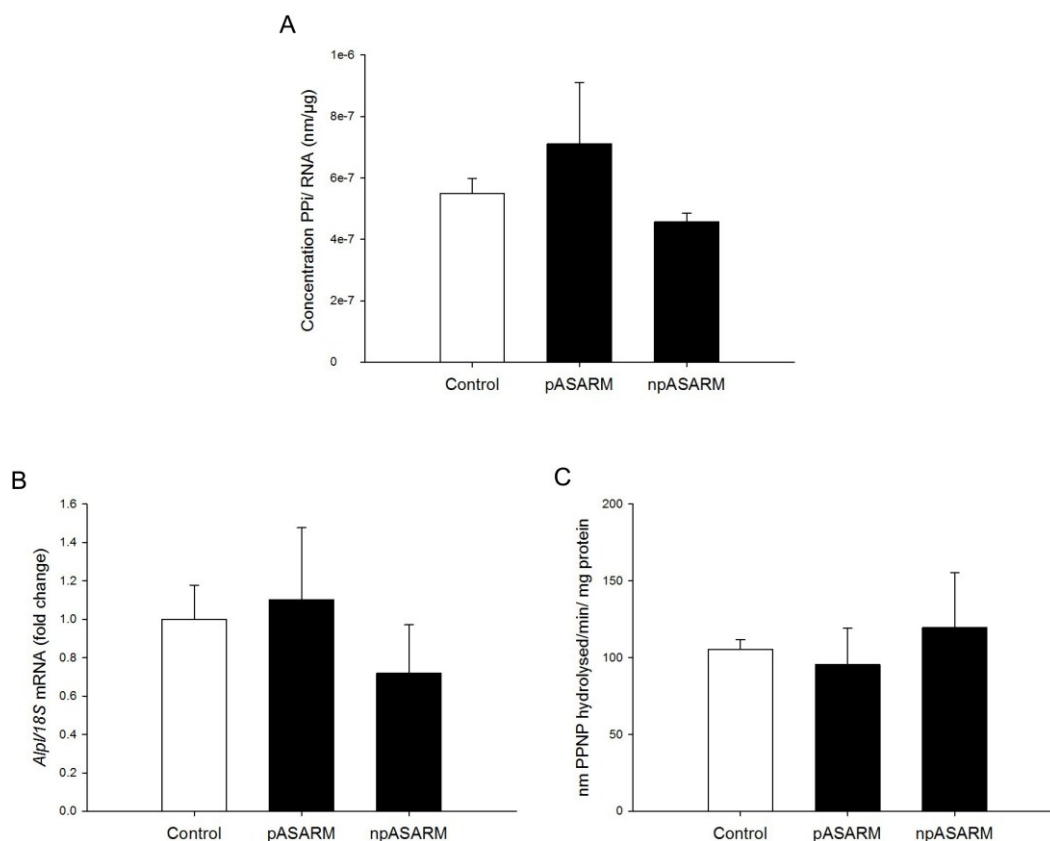 A
Concentration PPi/ RNA (nm/µg)
1e-6
8e-7
6e-7
4e-7
2e-7
0
Control pASARM npASARM
B
Alpl/18S mRNA (fold change)
1.6
1.4
1.2
1.0
0.8
0.6
0.4
0.2
0.0
Control pASARM npASARM
C
nm PPNP hydrolysed/min/ mg protein
200
150
100
50
0
Control pASARM npASARM